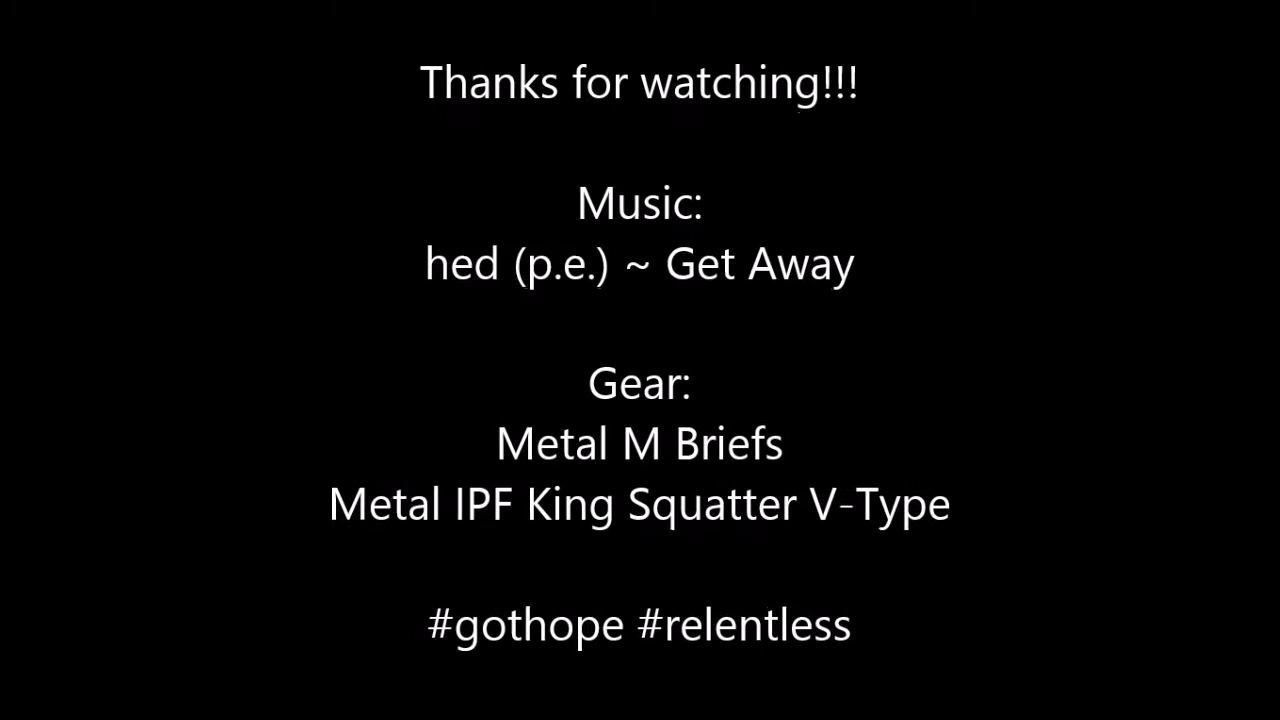 Thanks for watching!!!
Music:
hed (p.e.) ~ Get Away
Gear:
Metal M Briefs
Metal IPF King Squatter V-Type
#gothope #relentless